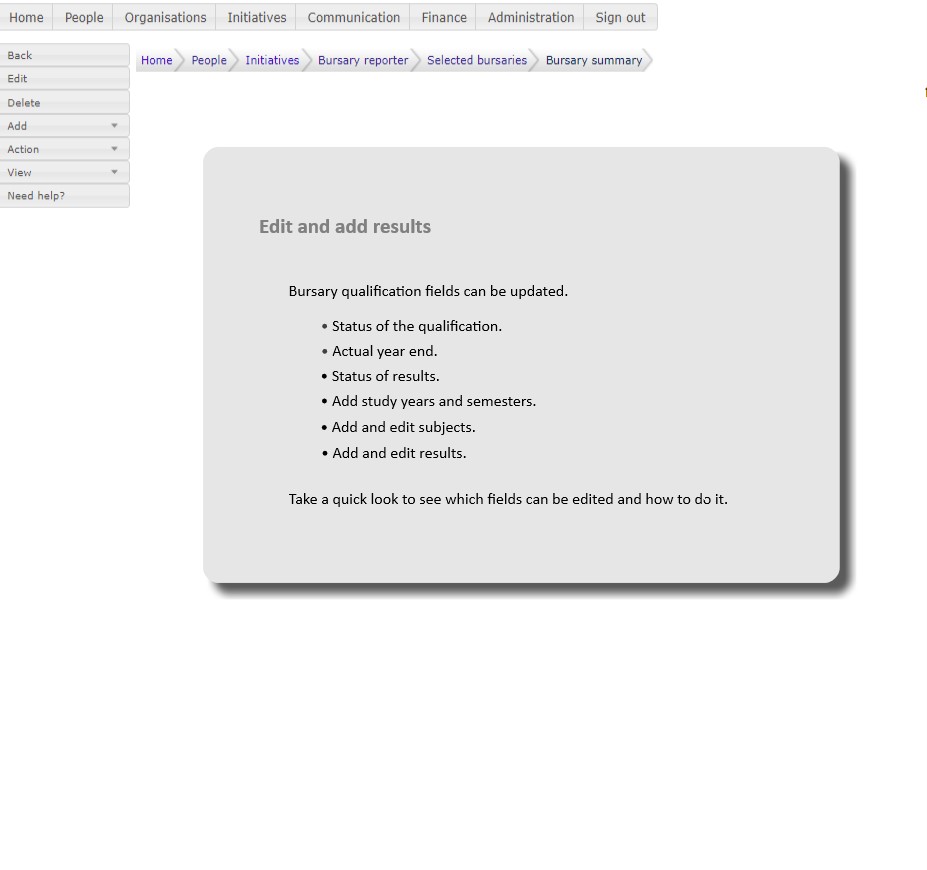 Home People Organisations Initiatives Communication Finance Administration Sign out
Back
Edit
Delete
Add
Action
View
Need help?
Home People Initiatives Bursary reporter Selected bursaries Bursary summary
Edit and add results
Bursary qualification fields can be updated.
• Status of the qualification.
• Actual year end.
• Status of results.
• Add study years and semesters.
• Add and edit subjects.
• Add and edit results.
Take a quick look to see which fields can be edited and how to do it.